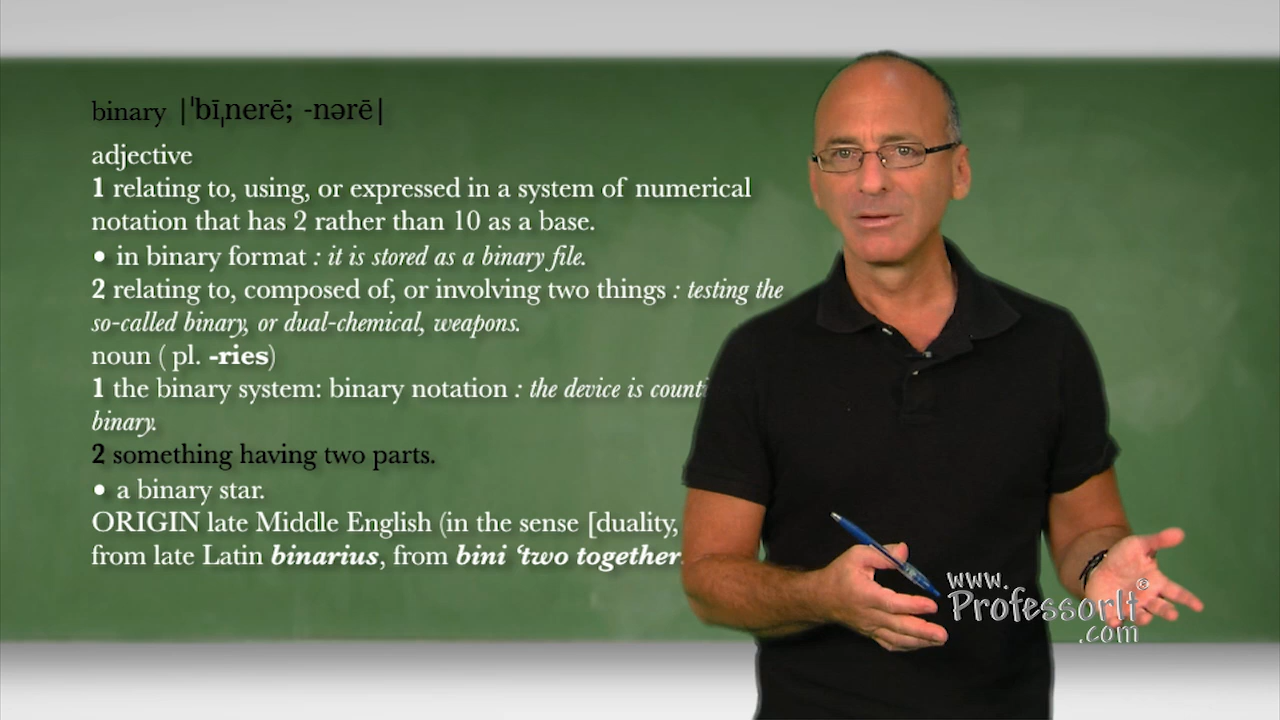 binary |ˈbīˌnerē; -nərē|
adjective
1 relating to, using, or expressed in a system of numerical
notation that has 2 rather than 10 as a base.
• in binary format : it is stored as a binary file.
2 relating to, composed of, or involving two things : testing the
so-called binary, or dual-chemical, weapons.
noun ( pl. -ries)
1 the binary system: binary notation : the device is
binary.
2 something having two parts.
• a binary star.
ORIGIN late Middle English (in the sense [duality,
from late Latin binarius, from bini ‘two together
www.
ProfessorIt©
.com